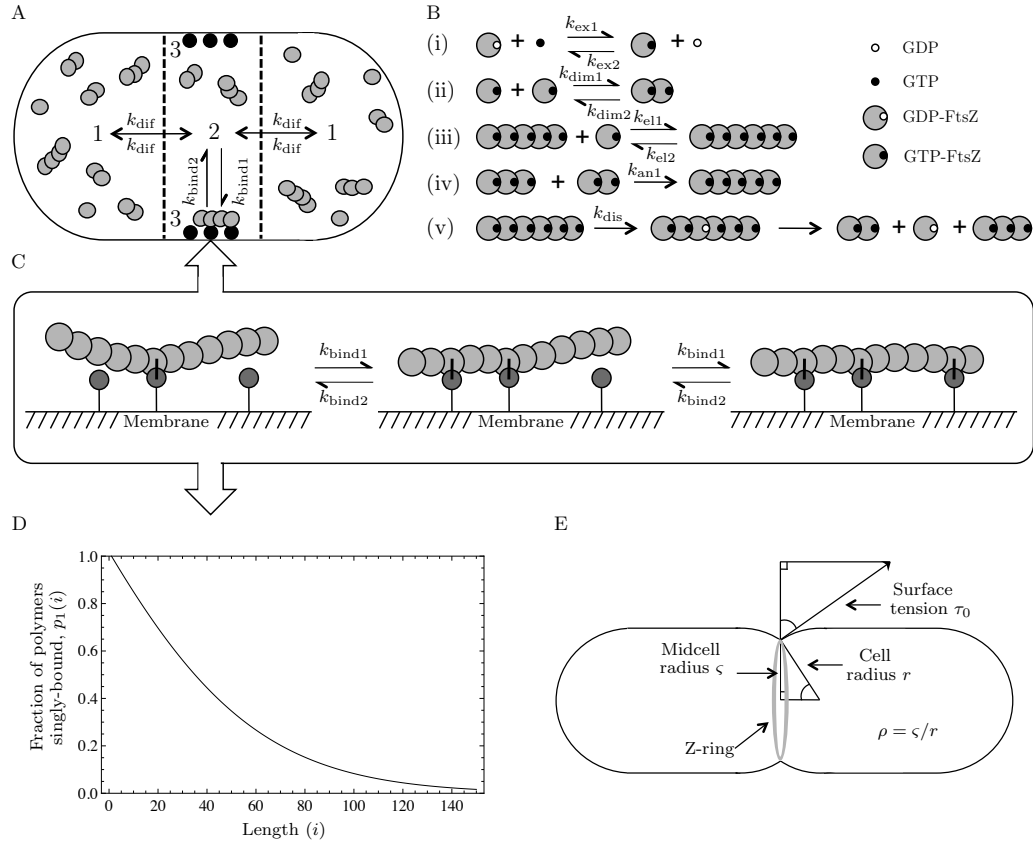 A
3
1
k_dif
k_dif
2
k_dif
k_dif
1
k_bind2
k_bind1
3
B
(i)
+
k_ex1
k_ex2
+
(ii)
+
k_dim1
k_dim2
(iii)
+
k_el1
k_el2
(iv)
+
k_an1
(v)
k_dis
+
+
GDP
GTP
GDP-FtsZ
GTP-FtsZ
C
k_bind1
k_bind2
k_bind1
k_bind2
Membrane
Membrane
Membrane
D
Fraction of polymers
singly-bound, p₁(i)
1.0
0.8
0.6
0.4
0.2
0.0
0 20 40 60 80 100 120 140
Length (i)
E
Surface
tension τ₀
Midcell
radius ς
Cell
radius r
Z-ring
ρ = ς/r